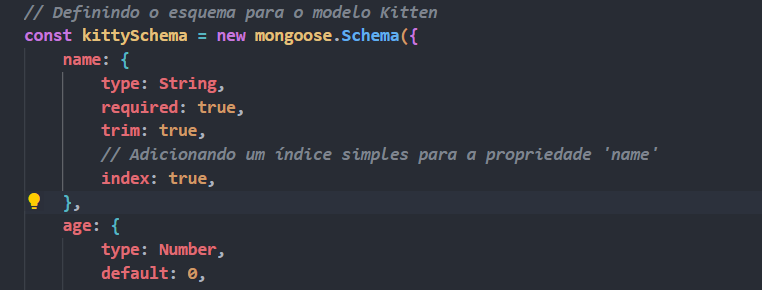 // Definindo o esquema para o modelo Kitten
const kittySchema = new mongoose.Schema({
    name: {
        type: String,
        required: true,
        trim: true,
        // Adicionando um índice simples para a propriedade 'name'
        index: true,
    },
    age: {
        type: Number,
        default: 0,